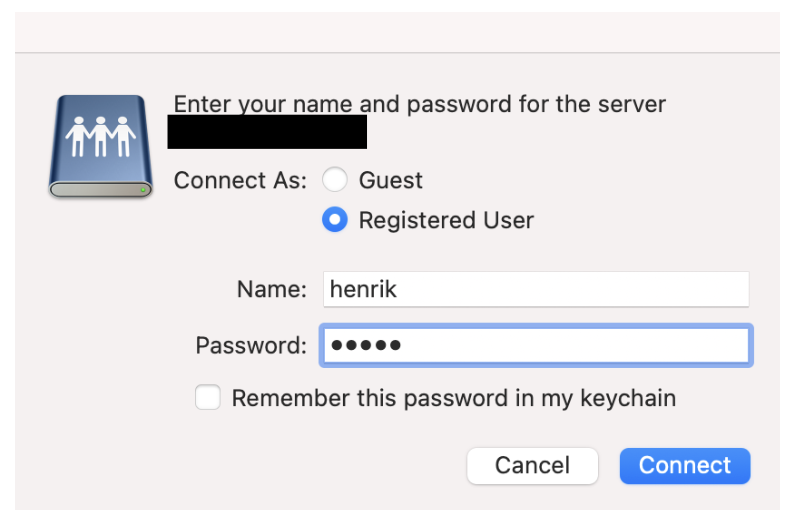 Enter your name and password for the server
Connect As: Guest
Registered User
Name: henrik
Password: •••••
Remember this password in my keychain
Cancel Connect